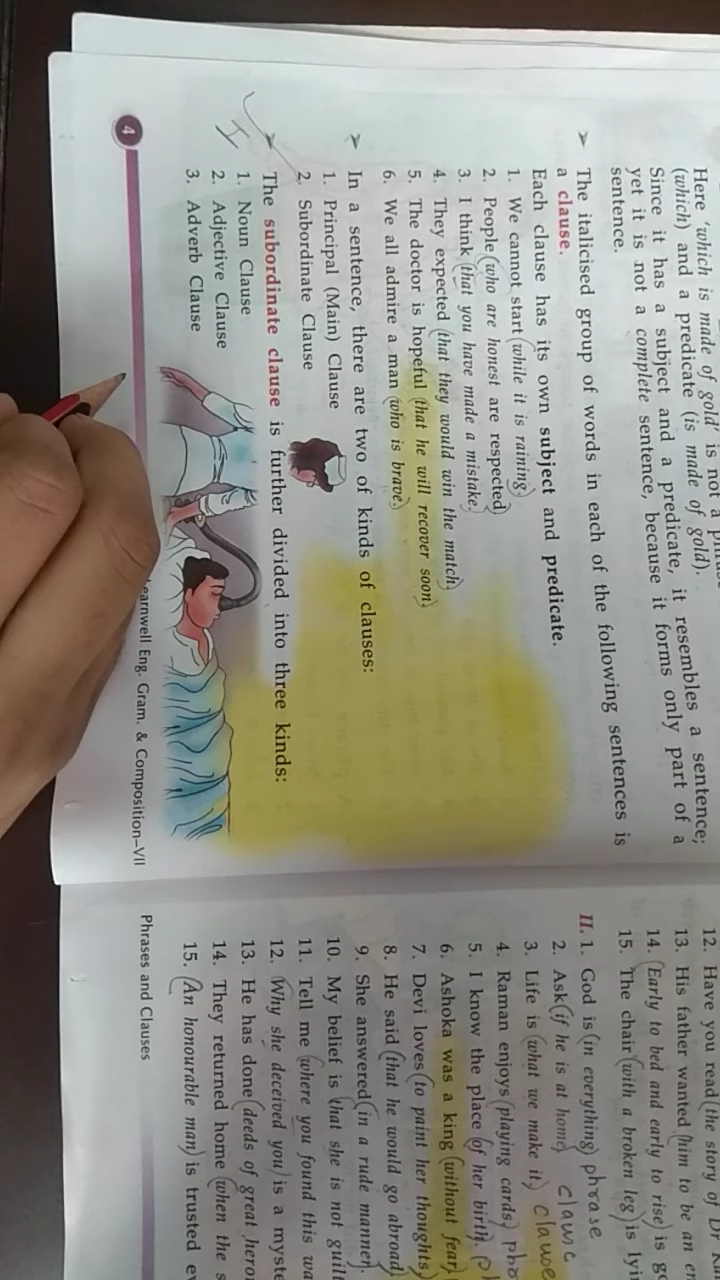 Here 'which is made of gold' is not a
(which) and a predicate (is made of gold).
Since it has a subject and a predicate, it resembles a sentence;
yet it is not a complete sentence, because it forms only part of a
sentence.
➤ The italicised group of words in each of the following sentences is
a clause.
Each clause has its own subject and predicate.
1. We cannot start (while it is raining)
2. People (who are honest are respected)
3. I think (that you have made a mistake.
4. They expected (that they would win the match)
5. The doctor is hopeful (that he will recover soon)
6. We all admire a man (who is brave.)
➤ In a sentence, there are two of kinds of clauses:
1. Principal (Main) Clause
2. Subordinate Clause
➤ The subordinate clause is further divided into three kinds:
1. Noun Clause
2. Adjective Clause
3. Adverb Clause
4
Learnwell Eng. Gram. & Composition–VII
12. Have you read (the story of
13. His father wanted (him to be an
14. (Early to bed and early to rise) is
15. The chair (with a broken leg) is
II. 1. God is (in everything) phrase
2. Ask (if he is at home)
3. Life is (what we make it) clause
4. Raman enjoys (playing cards)
5. I know the place (of her birth).
6. Ashoka was a king (without fear)
7. Devi loves (to paint her thoughts)
8. He said (that he would go abroad)
9. She answered (in a rude manner).
10. My belief is (that she is not
11. Tell me (where you found this
12. (Why she deceived you) is a
13. He has done (deeds of great
14. They returned home (when the
15. (An honourable man) is trusted
Phrases and Clauses